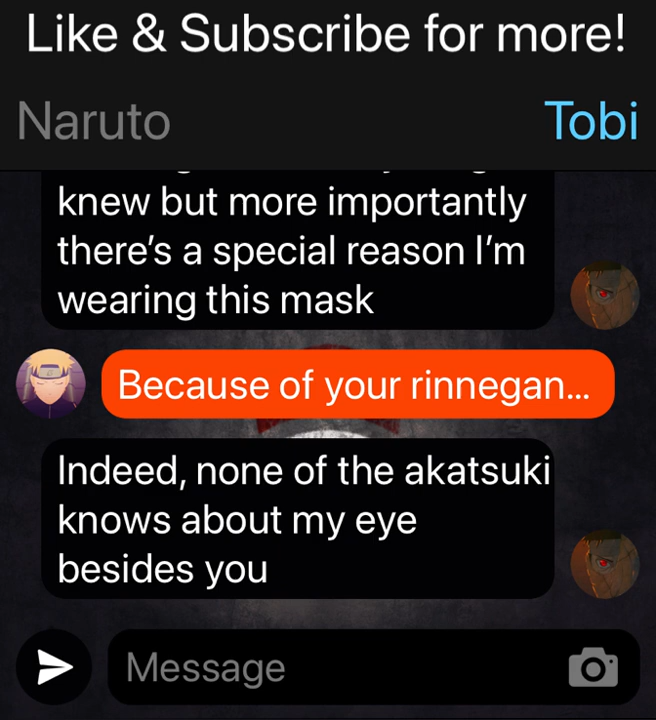 Like & Subscribe for more!
Naruto
Tobi
knew but more importantly
there's a special reason I'm
wearing this mask
Because of your rinnegan...
Indeed, none of the akatsuki
knows about my eye
besides you
Message